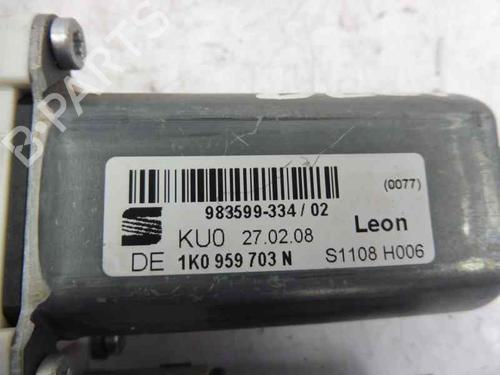 (0077)
983599-334 / 02
KU0 27.02.08
Leon
DE 1K0 959 703 N
S1108 H006
B-PARTS